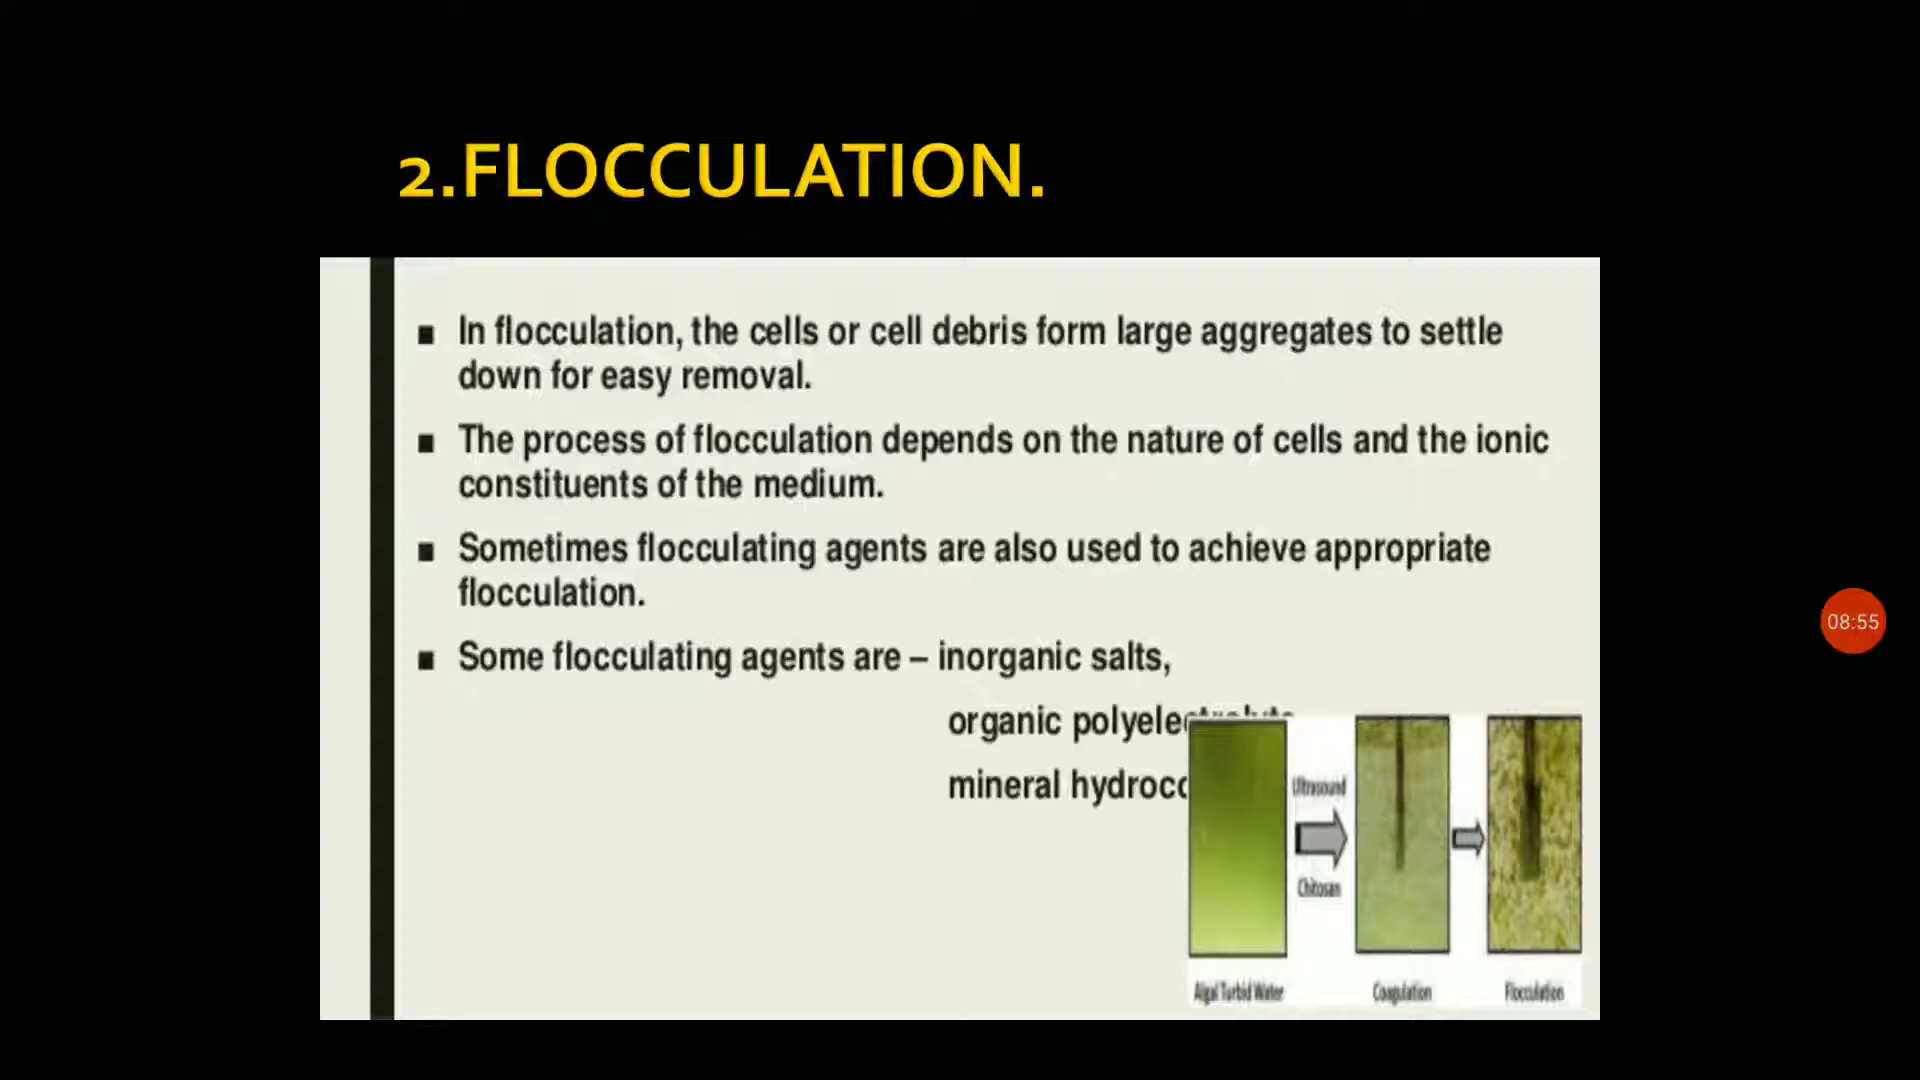 2.FLOCCULATION.
▪ In flocculation, the cells or cell debris form large aggregates to settle
down for easy removal.
▪ The process of flocculation depends on the nature of cells and the ionic
constituents of the medium.
▪ Sometimes flocculating agents are also used to achieve appropriate
flocculation.
▪ Some flocculating agents are – inorganic salts,
organic
mineral
Ultrasound
Chitosan
Algal Turbid Water
Coagulation
Flocculation
08:55